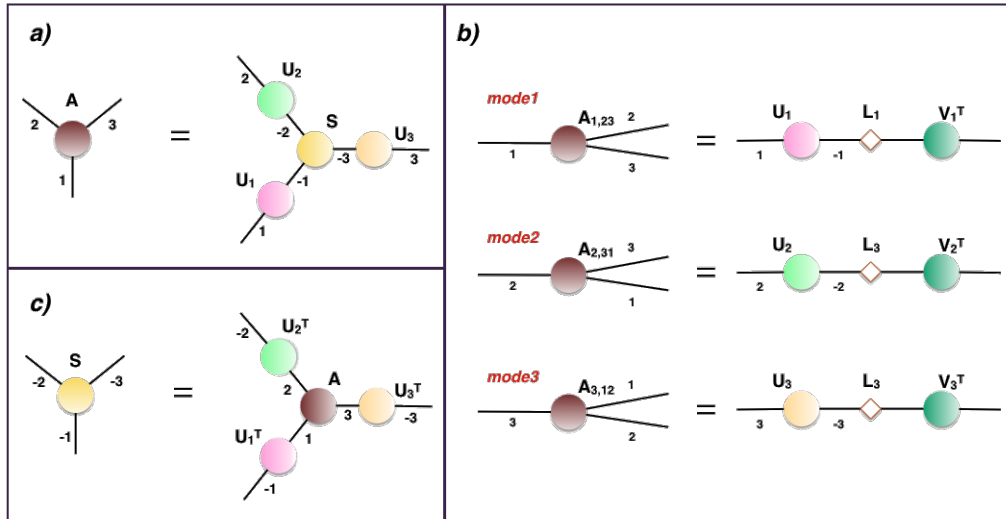 a)
A
2
3
1
=
U2
2
-2
S
U3
-3
3
U1
-1
1
b)
mode1
A1,23
2
1
3
=
U1
L1
V1T
1
-1
mode2
A2,31
3
2
1
=
U2
L3
V2T
2
-2
mode3
A3,12
1
3
2
=
U3
L3
V3T
3
-3
c)
S
-2
-3
-1
=
U2T
-2
2
A
U3T
3
-3
U1T
1
-1